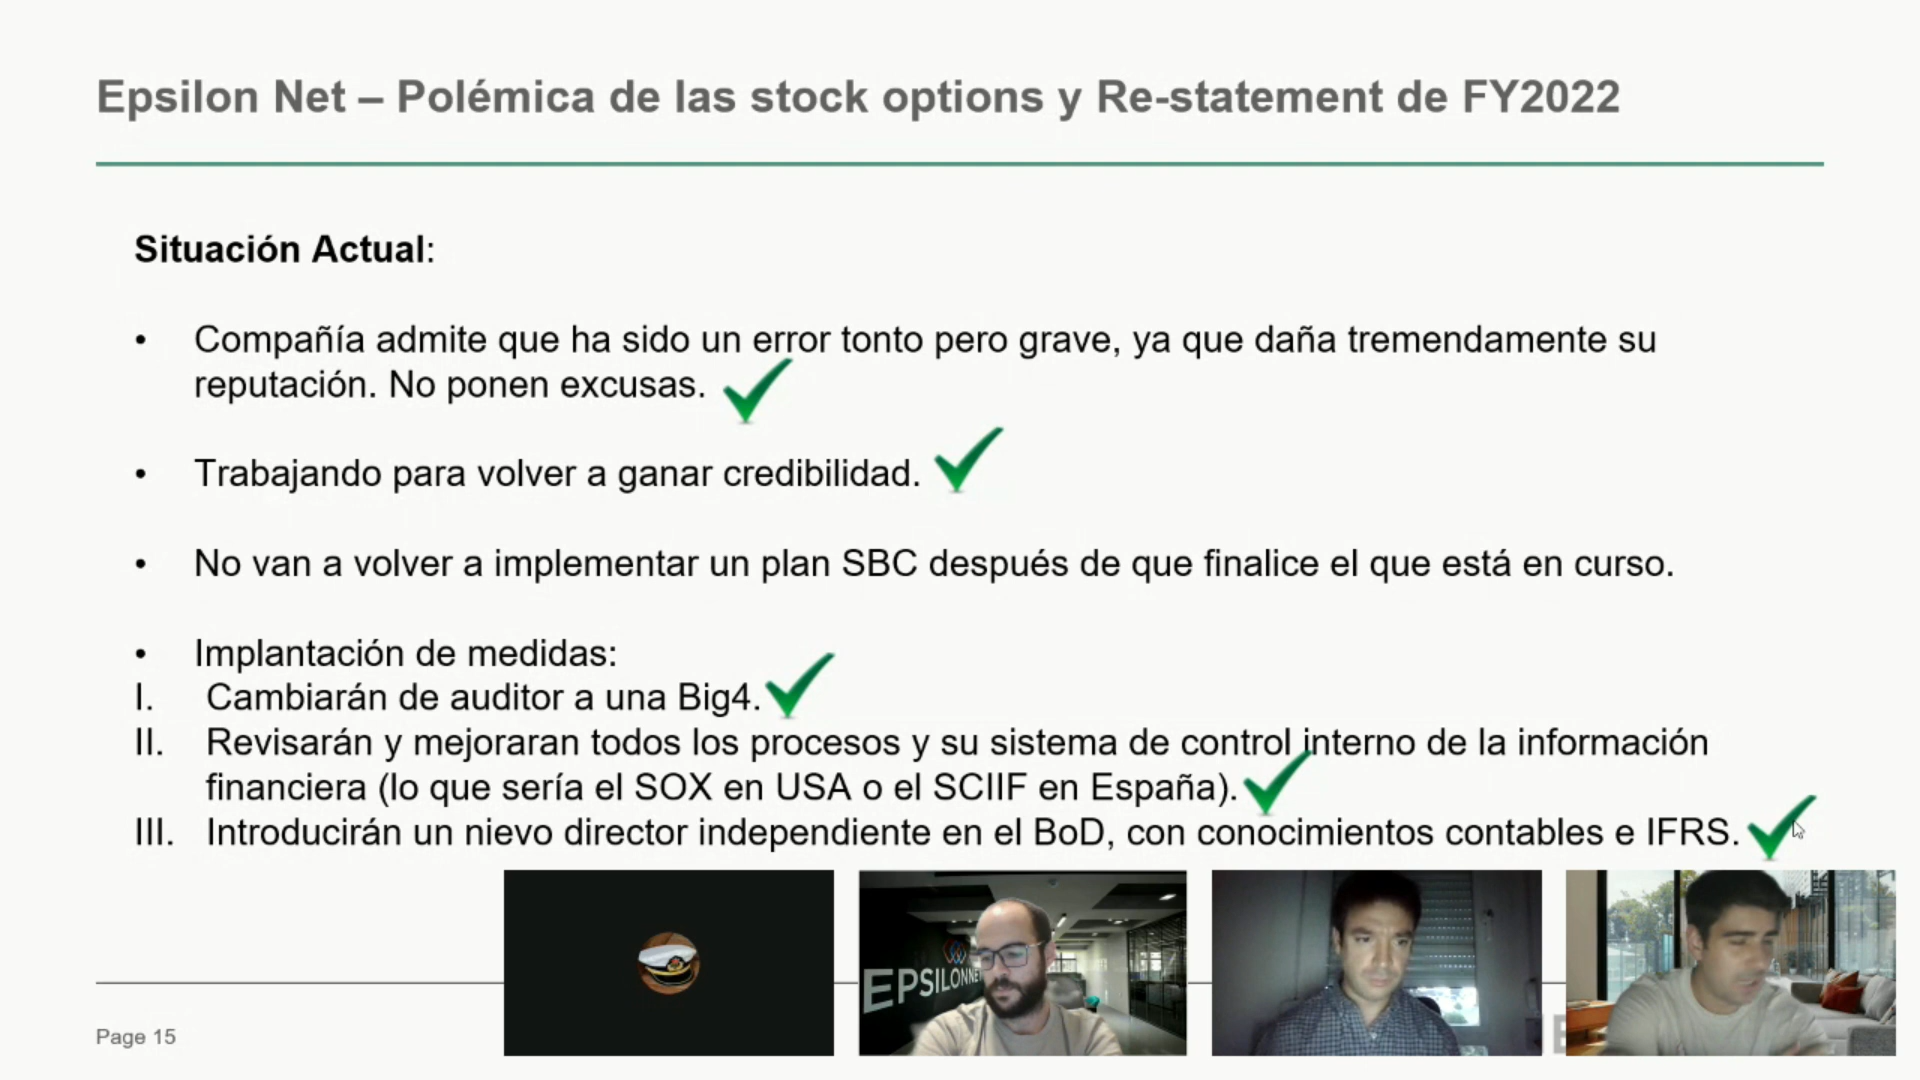 Epsilon Net – Polémica de las stock options y Re-statement de FY2022
Situación Actual:
• Compañía admite que ha sido un error tonto pero grave, ya que daña tremendamente su
reputación. No ponen excusas.
• Trabajando para volver a ganar credibilidad.
• No van a volver a implementar un plan SBC después de que finalice el que está en curso.
• Implantación de medidas:
I. Cambiarán de auditor a una Big4.
II. Revisarán y mejoraran todos los procesos y su sistema de control interno de la información
financiera (lo que sería el SOX en USA o el SCIIF en España).
III. Introducirán un nievo director independiente en el BoD, con conocimientos contables e IFRS.
EPSILONNE
Page 15